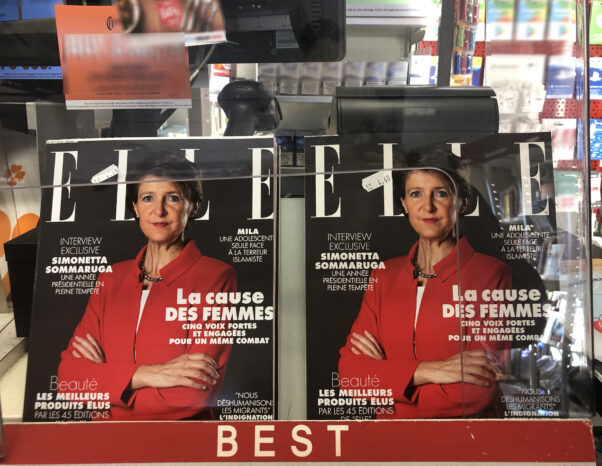 ELLE
INTERVIEW
EXCLUSIVE
SIMONETTA
SOMMARUGA
UNE ANNÉE
PRÉSIDENTIELLE EN
PLEINE TEMPÊTE
MILA
UNE ADOLESCENTE
SEULE FACE
À LA TERREUR
ISLAMISTE
La cause
DES FEMMES
CINQ VOIX FORTES
ET ENGAGÉES
POUR UN MÊME COMBAT
Beauté
LES MEILLEURS
PRODUITS ÉLUS
PAR LES 45 ÉDITIONS
"NOUS
DÉSHUMANISONS
LES MIGRANTS"
L'INDIGNATION
ELLE
INTERVIEW
EXCLUSIVE
SIMONETTA
SOMMARUGA
UNE ANNÉE
PRÉSIDENTIELLE EN
PLEINE TEMPÊTE
MILA
UNE ADOLESCENTE
SEULE FACE
À LA TERREUR
ISLAMISTE
La cause
DES FEMMES
CINQ VOIX FORTES
ET ENGAGÉES
POUR UN MÊME COMBAT
Beauté
LES MEILLEURS
PRODUITS ÉLUS
PAR LES 45 ÉDITIONS
"NOUS
DÉSHUMANISONS
LES MIGRANTS"
L'INDIGNATION
BEST